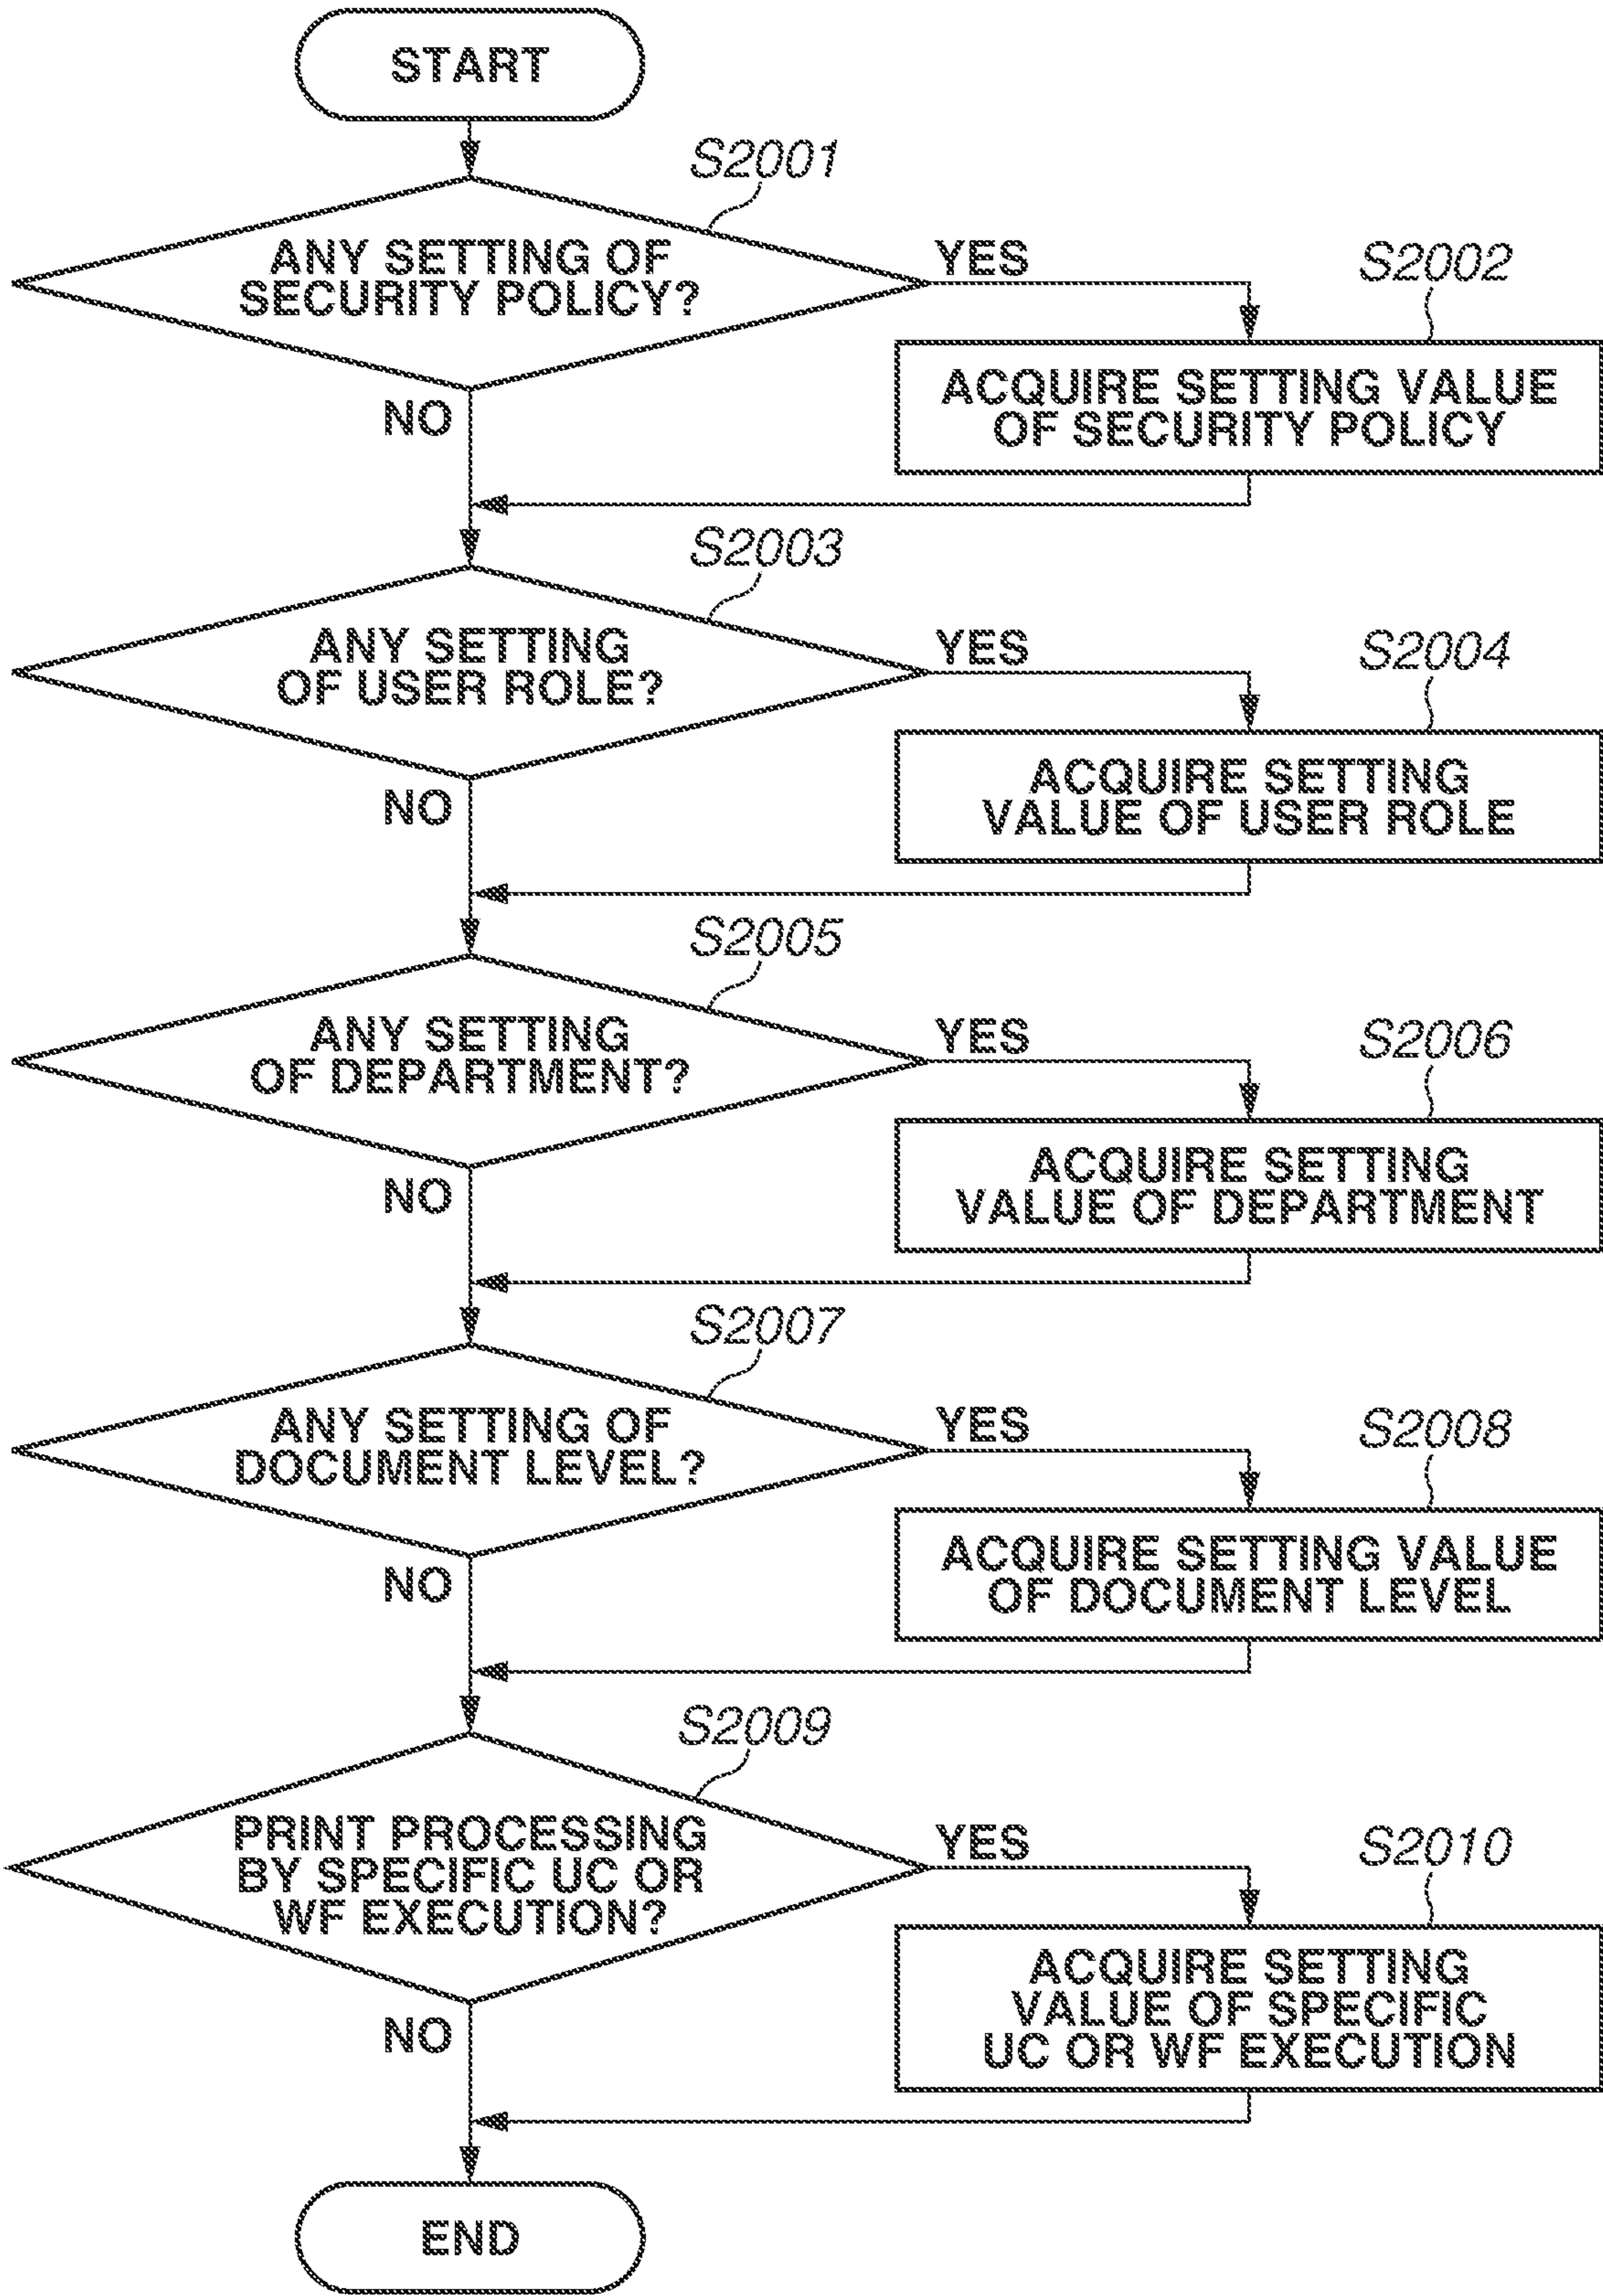 START
S2001
ANY SETTING OF
SECURITY POLICY?
YES
NO
S2002
ACQUIRE SETTING VALUE
OF SECURITY POLICY
S2003
ANY SETTING
OF USER ROLE?
YES
NO
S2004
ACQUIRE SETTING
VALUE OF USER ROLE
S2005
ANY SETTING
OF DEPARTMENT?
YES
NO
S2006
ACQUIRE SETTING
VALUE OF DEPARTMENT
S2007
ANY SETTING OF
DOCUMENT LEVEL?
YES
NO
S2008
ACQUIRE SETTING VALUE
OF DOCUMENT LEVEL
S2009
PRINT PROCESSING
BY SPECIFIC UC OR
WF EXECUTION?
YES
NO
S2010
ACQUIRE SETTING
VALUE OF SPECIFIC
UC OR WF EXECUTION
END